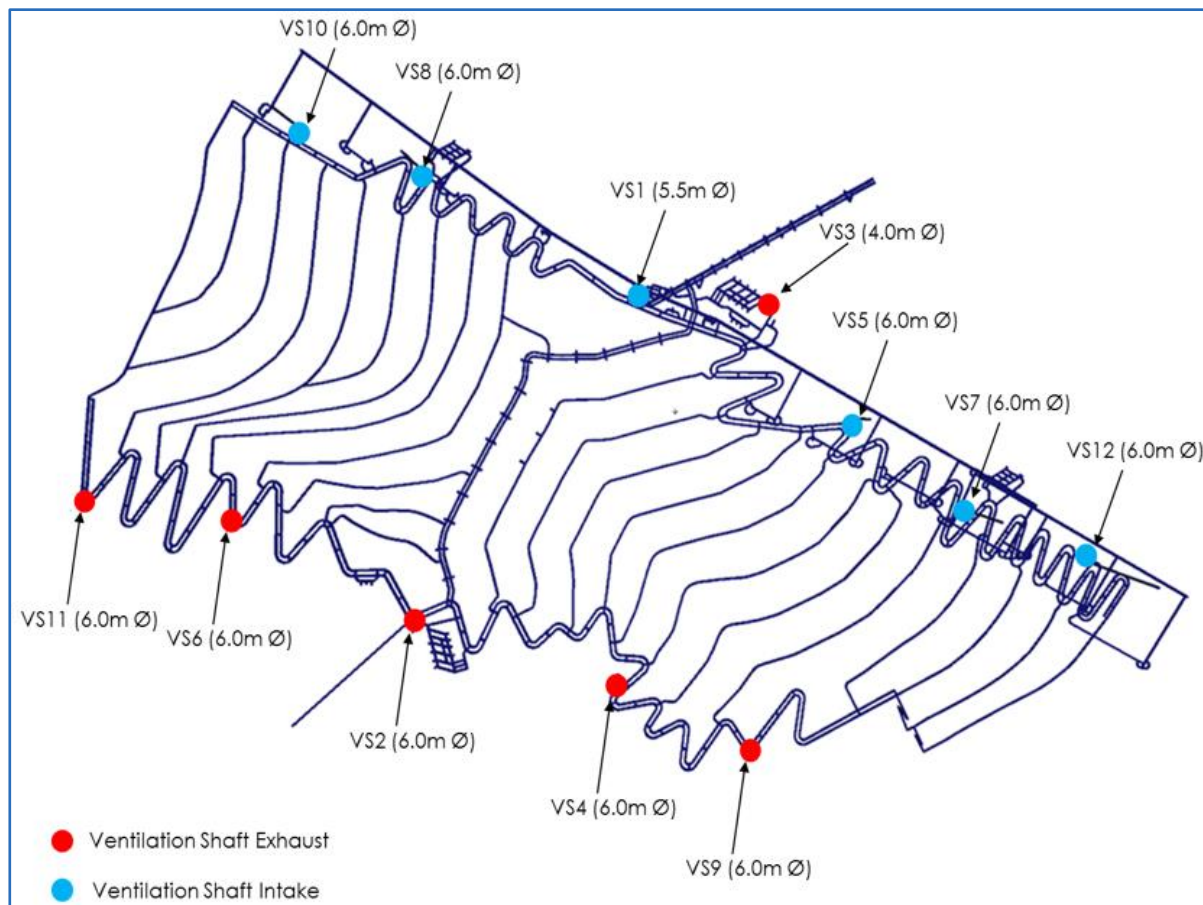 VS10 (6.0m Ø)
VS8 (6.0m Ø)
VS1 (5.5m Ø)
VS3 (4.0m Ø)
VS5 (6.0m Ø)
VS7 (6.0m Ø)
VS12 (6.0m Ø)
VS11 (6.0m Ø)
VS6 (6.0m Ø)
VS2 (6.0m Ø)
VS4 (6.0m Ø)
VS9 (6.0m Ø)
Ventilation Shaft Exhaust
Ventilation Shaft Intake